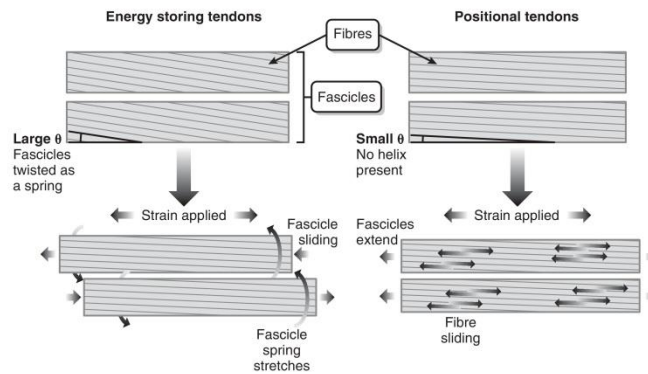 Energy storing tendons
Positional tendons
Fibres
Fascicles
Large θ
Fascicles
twisted as
a spring
Small θ
No helix
present
Strain applied
Fascicle
sliding
Fascicle
spring
stretches
Fascicles
extend
Strain applied
Fibre
sliding